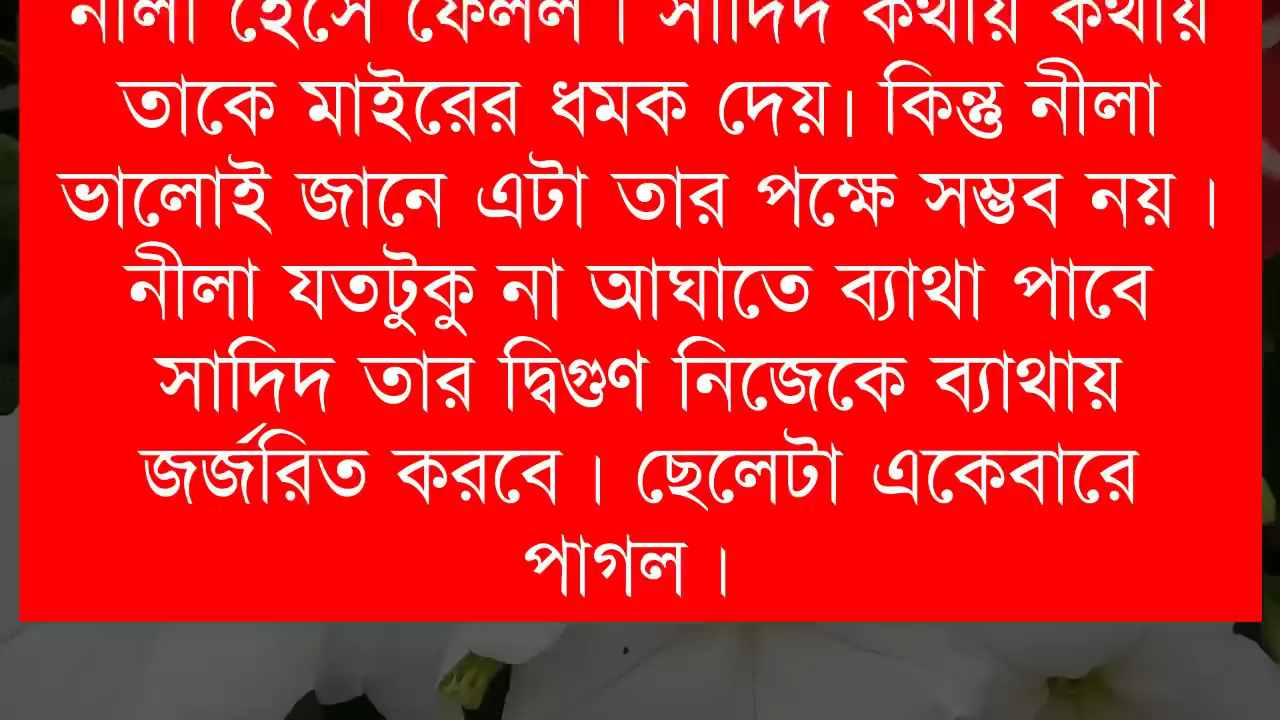 নীলা হেসে ফেলল । সাদিদ কথায় কথায়
তাকে মাইরের ধমক দেয়। কিন্তু নীলা
ভালোই জানে এটা তার পক্ষে সম্ভব নয় ।
নীলা যতটুকু না আঘাতে ব্যাথা পাবে
সাদিদ তার দ্বিগুণ নিজেকে ব্যাথায়
জর্জরিত করবে । ছেলেটা একেবারে
পাগল ।